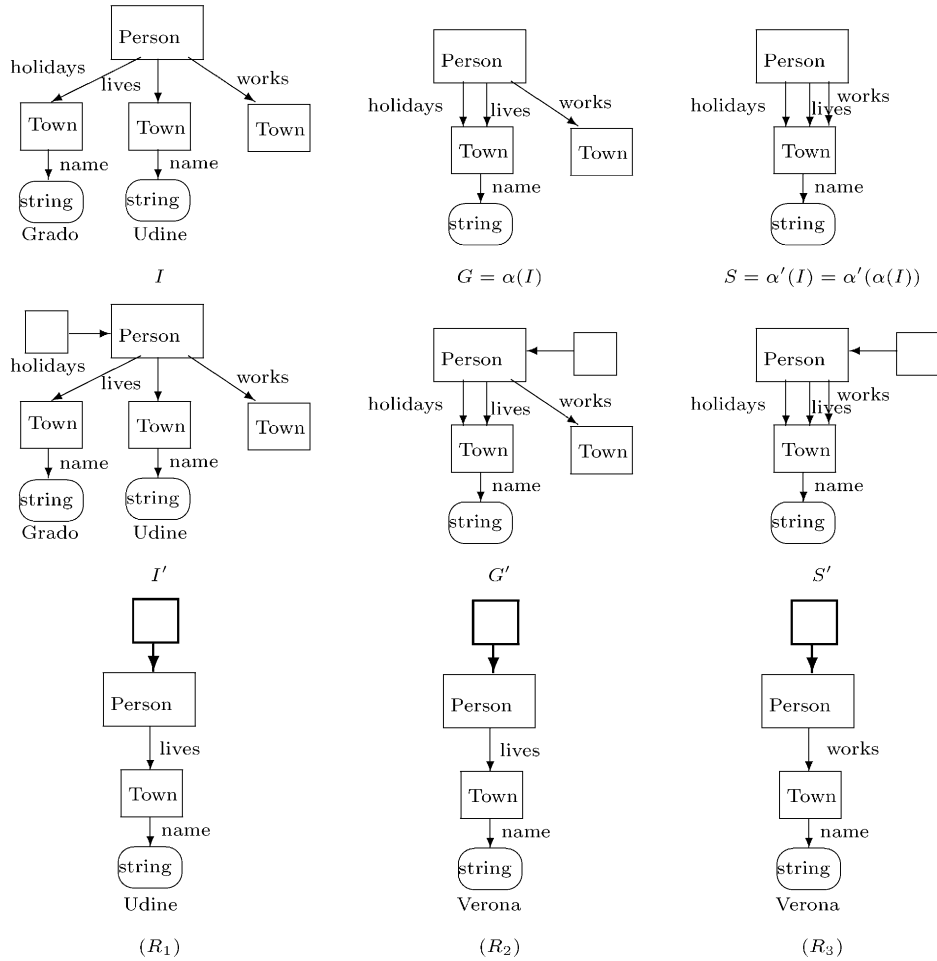 Person
holidays
lives
works
Town
Town
Town
name
name
string
string
Grado
Udine
I
Person
holidays
lives
works
Town
Town
name
string
G = α(I)
Person
holidays
lives
works
Town
name
string
S = α′(I) = α′(α(I))
Person
holidays
lives
works
Town
Town
Town
name
name
string
string
Grado
Udine
I′
Person
holidays
lives
works
Town
Town
name
string
G′
Person
holidays
lives
works
Town
name
string
S′
Person
lives
Town
name
string
Udine
(R₁)
Person
lives
Town
name
string
Verona
(R₂)
Person
works
Town
name
string
Verona
(R₃)